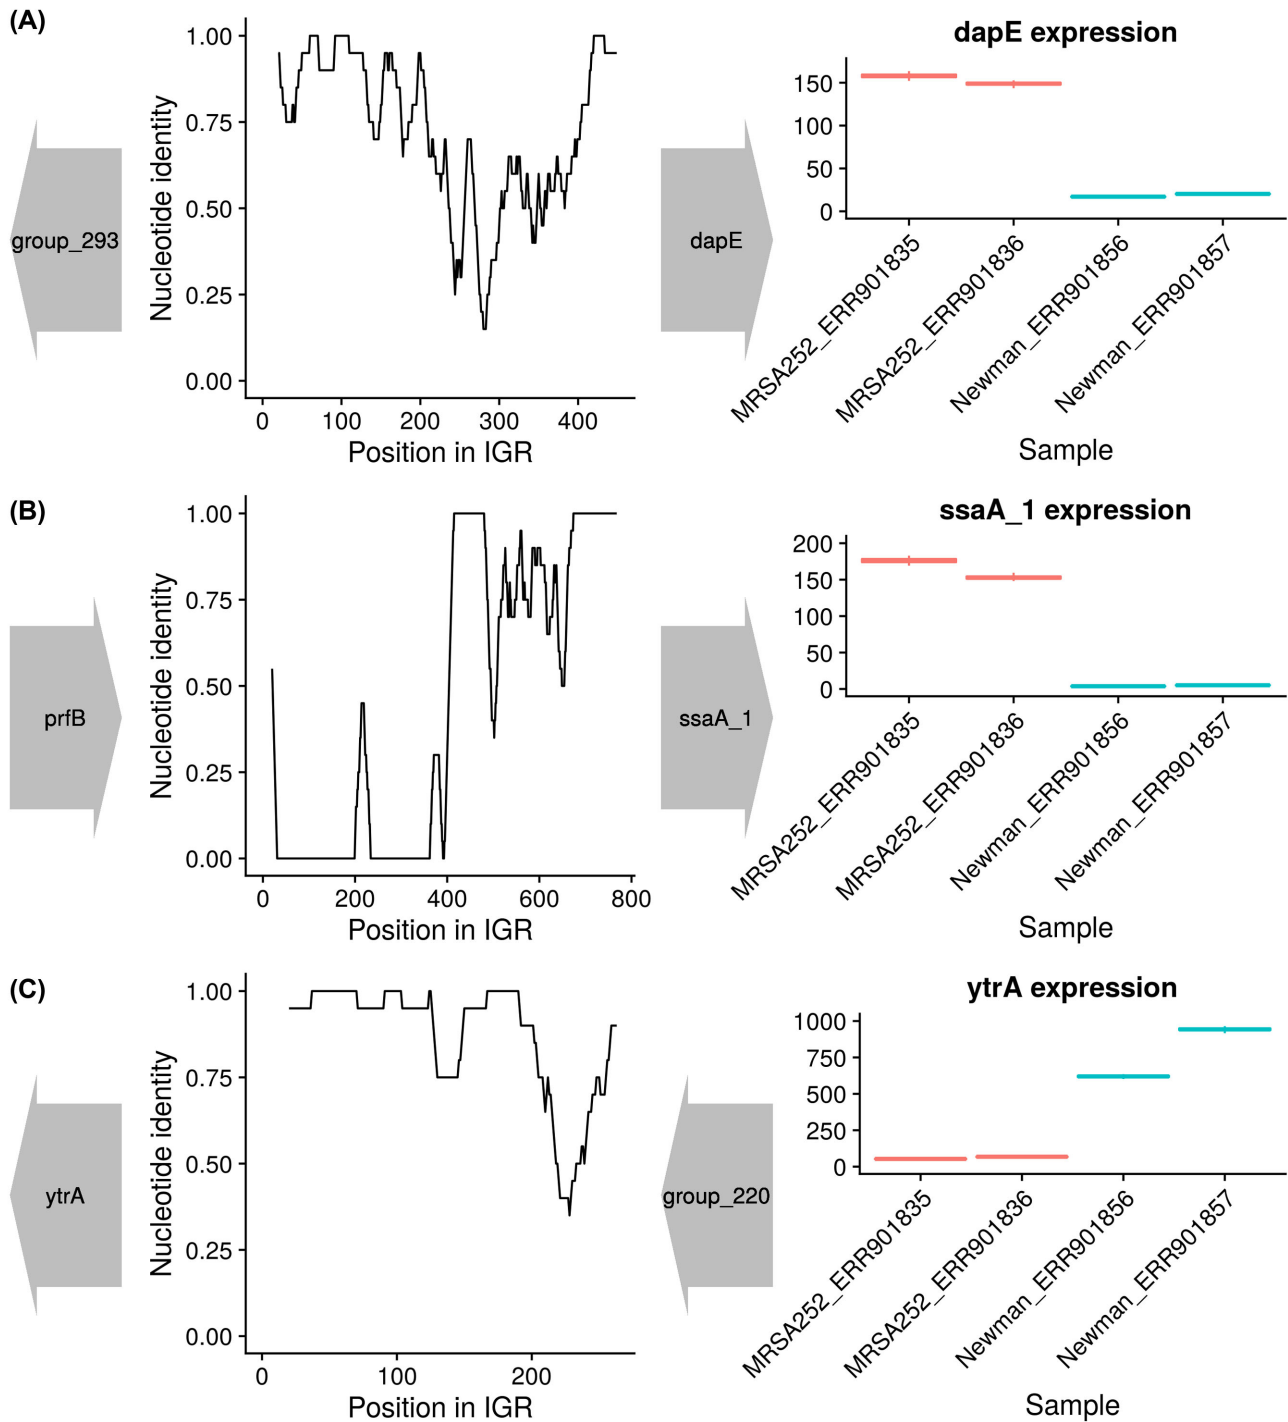 (A)
dapE expression
1.00
0.75
0.50
0.25
0.00
Nucleotide identity
group_293
0
100
200
300
400
Position in IGR
dapE
150
100
50
0
MRSA252_ERR901835
MRSA252_ERR901836
Newman_ERR901856
Newman_ERR901857
Sample
(B)
ssaA_1 expression
1.00
0.75
0.50
0.25
0.00
Nucleotide identity
prfB
0
200
400
600
800
Position in IGR
ssaA_1
200
150
100
50
0
MRSA252_ERR901835
MRSA252_ERR901836
Newman_ERR901856
Newman_ERR901857
Sample
(C)
ytrA expression
1.00
0.75
0.50
0.25
0.00
Nucleotide identity
ytrA
0
100
200
Position in IGR
group_220
1000
750
500
250
0
MRSA252_ERR901835
MRSA252_ERR901836
Newman_ERR901856
Newman_ERR901857
Sample